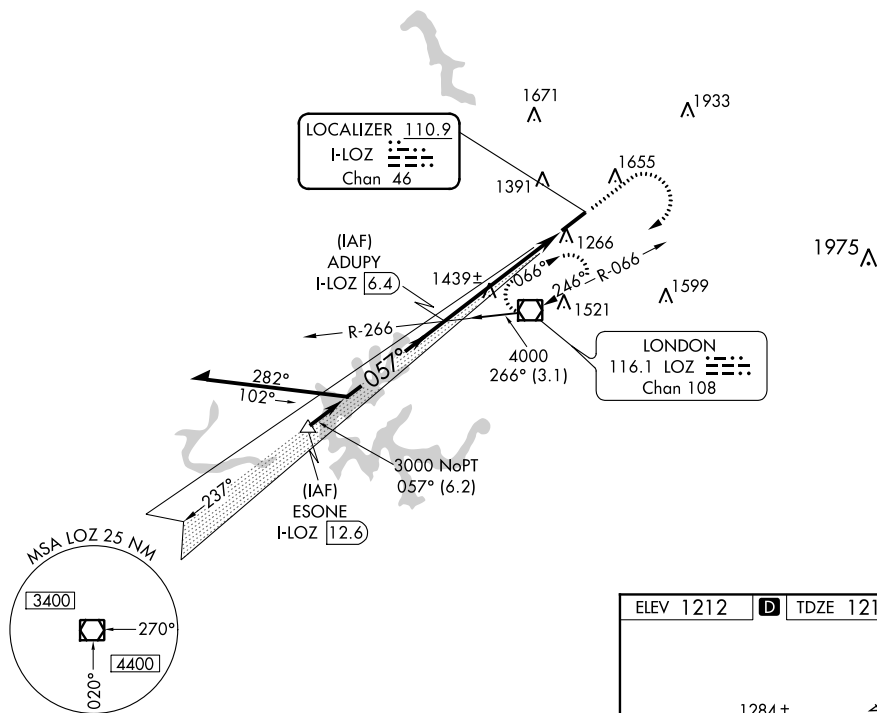 1671
1933
LOCALIZER 110.9
I-LOZ
Chan 46
1391
1655
1266
(IAF)
ADUPY
I-LOZ 6.4
1439±
066°
246°
R-066
1975
1599
1521
R-266
4000
266° (3.1)
LONDON
116.1 LOZ
Chan 108
057°
282°
102°
3000 NoPT
057° (6.2)
237°
(IAF)
ESONE
I-LOZ 12.6
MSA LOZ 25 NM
3400
270°
4400
020°
ELEV 1212 D TDZE 121
1284±